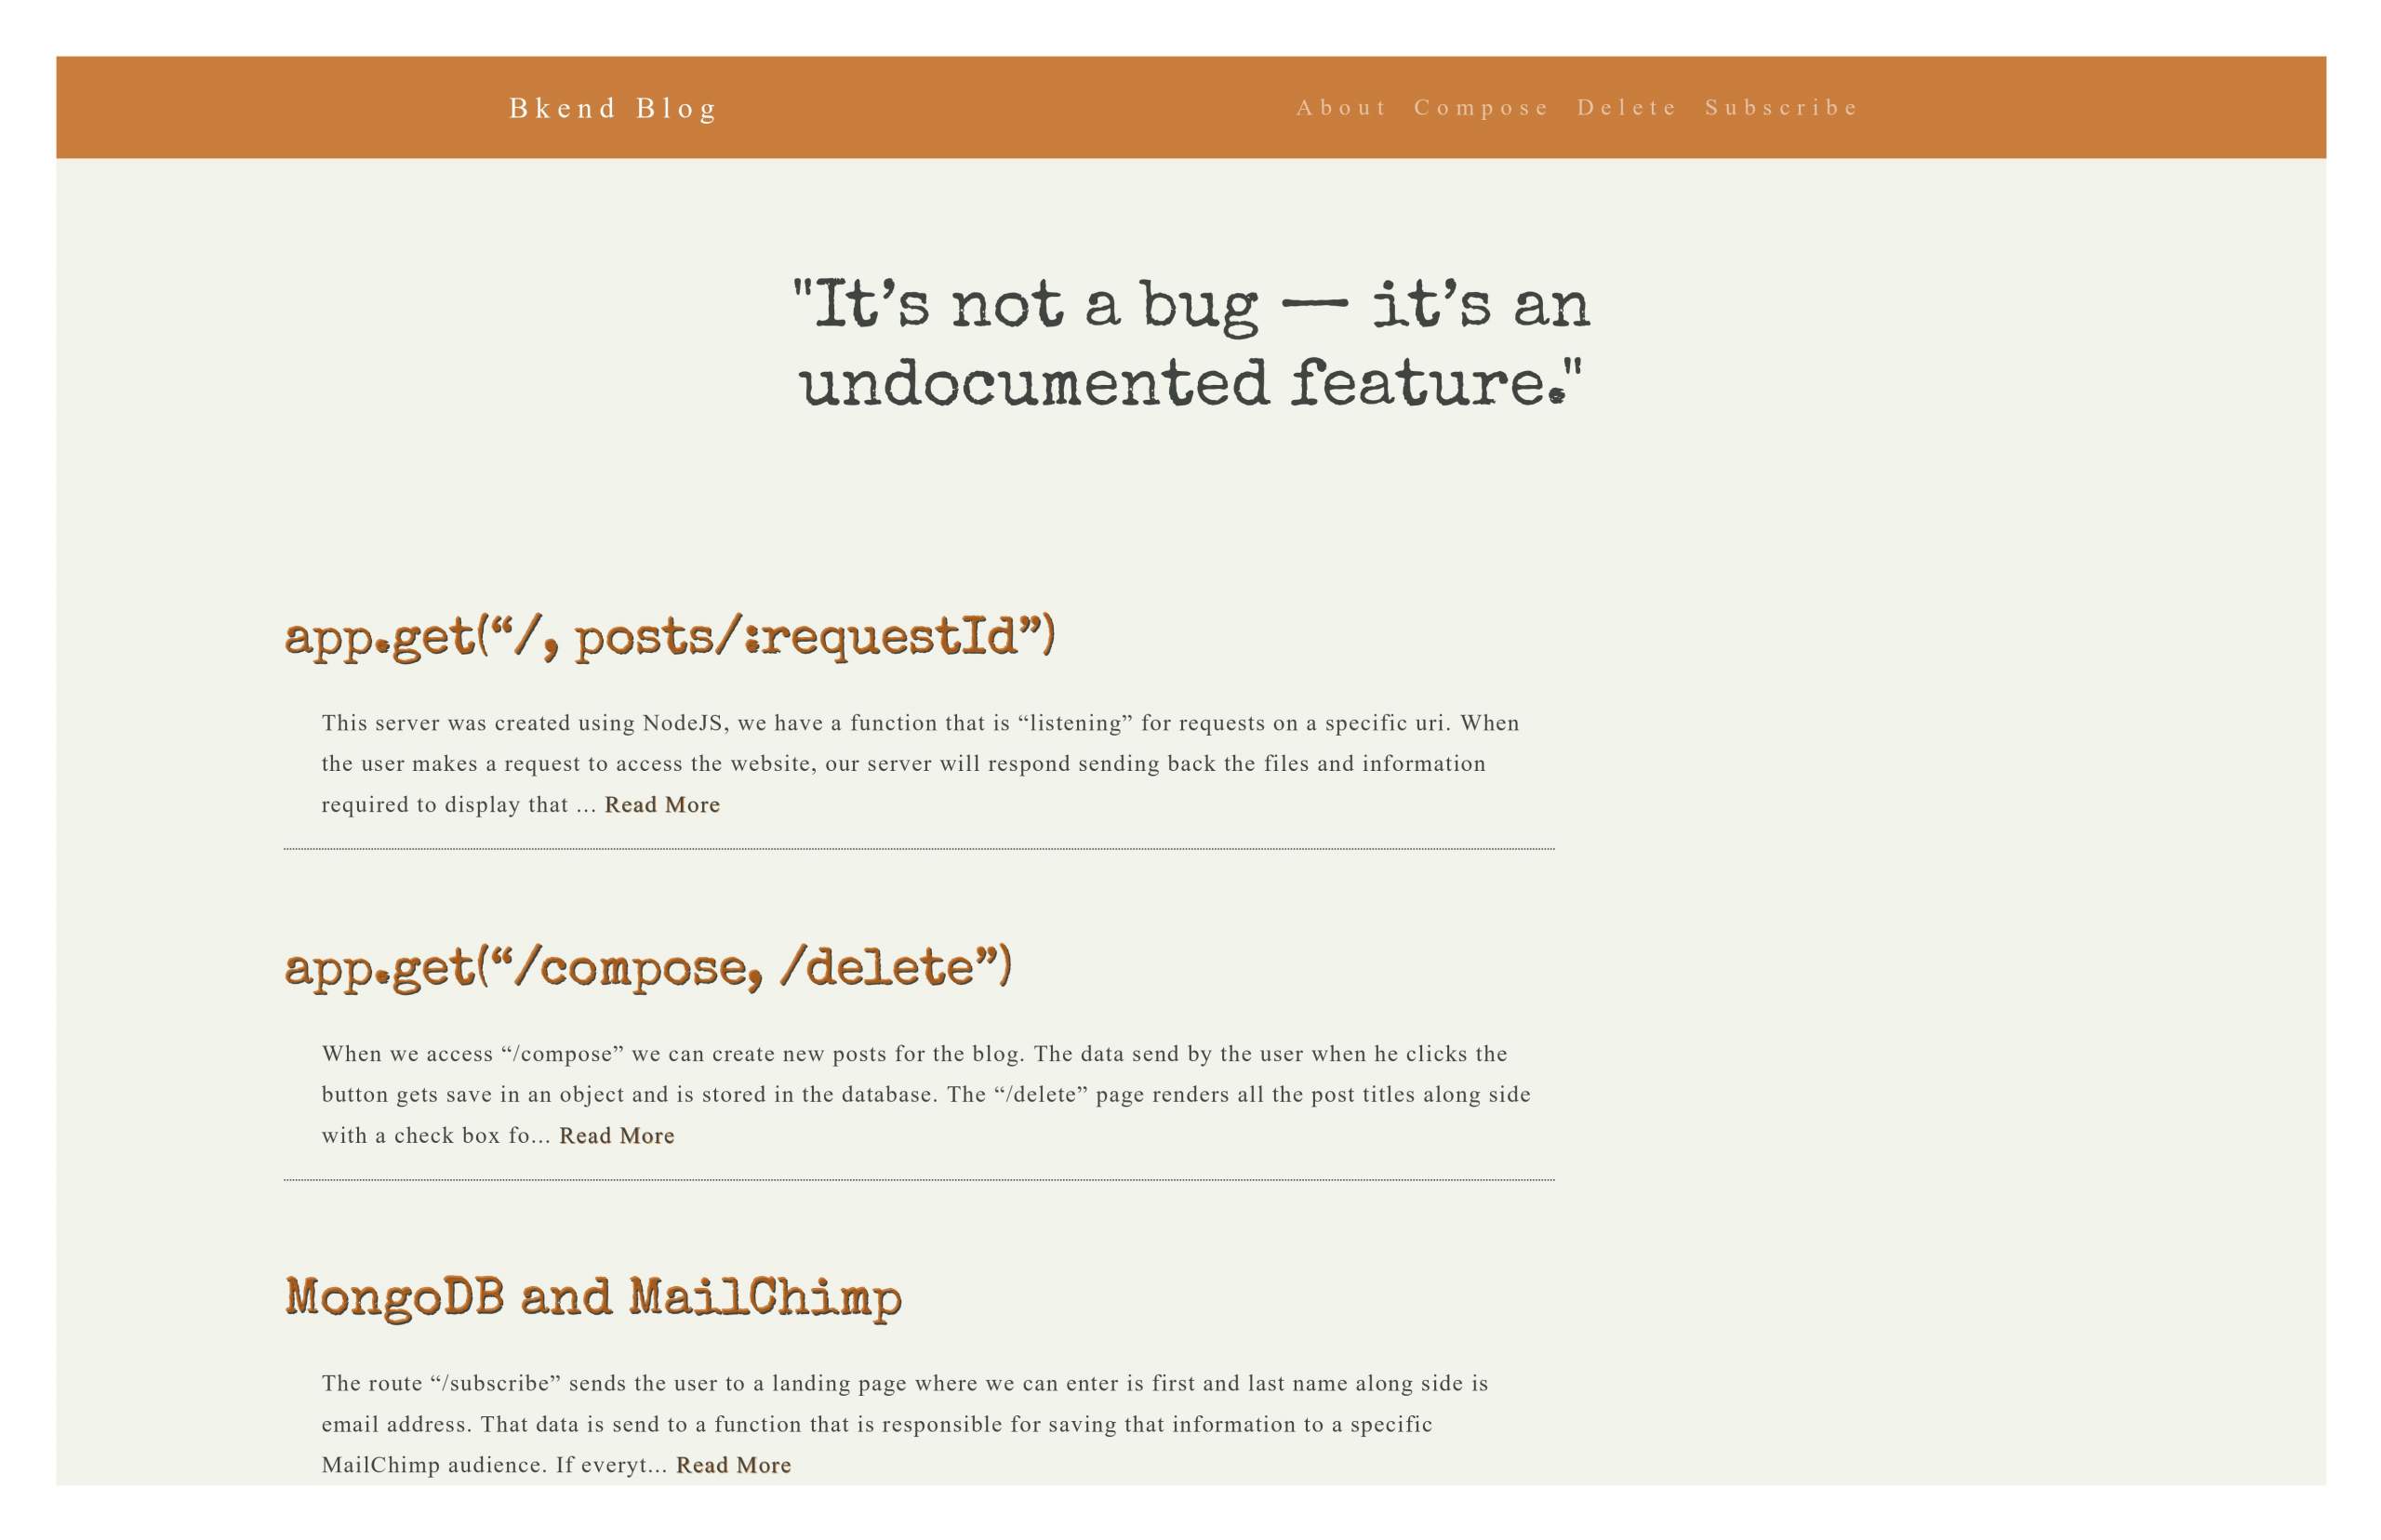 Bkend Blog
About Compose Delete Subscribe
"It’s not a bug — it’s an
undocumented feature."
app.get(“/, posts/:requestId”)
This server was created using NodeJS, we have a function that is “listening” for requests on a specific uri. When
the user makes a request to access the website, our server will respond sending back the files and information
required to display that ... Read More
app.get(“/compose, /delete”)
When we access “/compose” we can create new posts for the blog. The data send by the user when he clicks the
button gets save in an object and is stored in the database. The “/delete” page renders all the post titles along side
with a check box fo... Read More
MongoDB and MailChimp
The route “/subscribe” sends the user to a landing page where we can enter is first and last name along side is
email address. That data is send to a function that is responsible for saving that information to a specific
MailChimp audience. If everyt... Read More